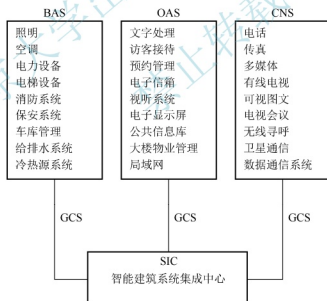 BAS
照明
空调
电力设备
电梯设备
消防系统
保安系统
车库管理
给排水系统
冷热源系统
OAS
文字处理
访客接待
预约管理
电子信箱
视听系统
电子显示屏
公共信息库
大楼物业管理
局域网
CNS
电话
传真
多媒体
有线电视
可视图文
电视会议
无线寻呼
卫星通信
数据通信系统
GCS
GCS
GCS
SIC
智能建筑系统集成中心